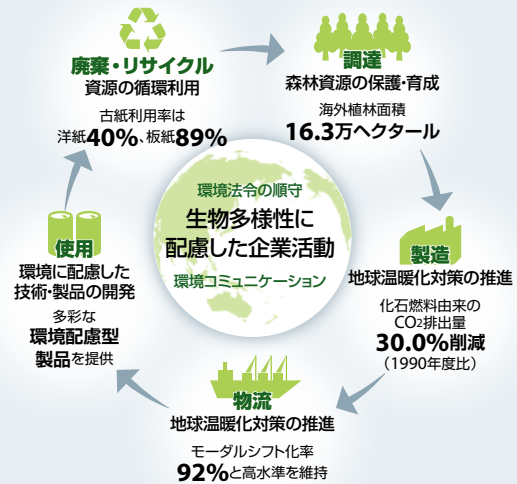 廃棄・リサイクル
資源の循環利用
古紙利用率は
洋紙40%、板紙89%
調達
森林資源の保護・育成
海外植林面積
16.3万ヘクタール
環境法令の順守
生物多様性に
配慮した企業活動
環境コミュニケーション
製造
地球温暖化対策の推進
化石燃料由来の
CO2排出量
30.0%削減
（1990年度比）
物流
地球温暖化対策の推進
モーダルシフト化率
92%と高水準を維持
使用
環境に配慮した
技術・製品の開発
多彩な
環境配慮型
製品を提供